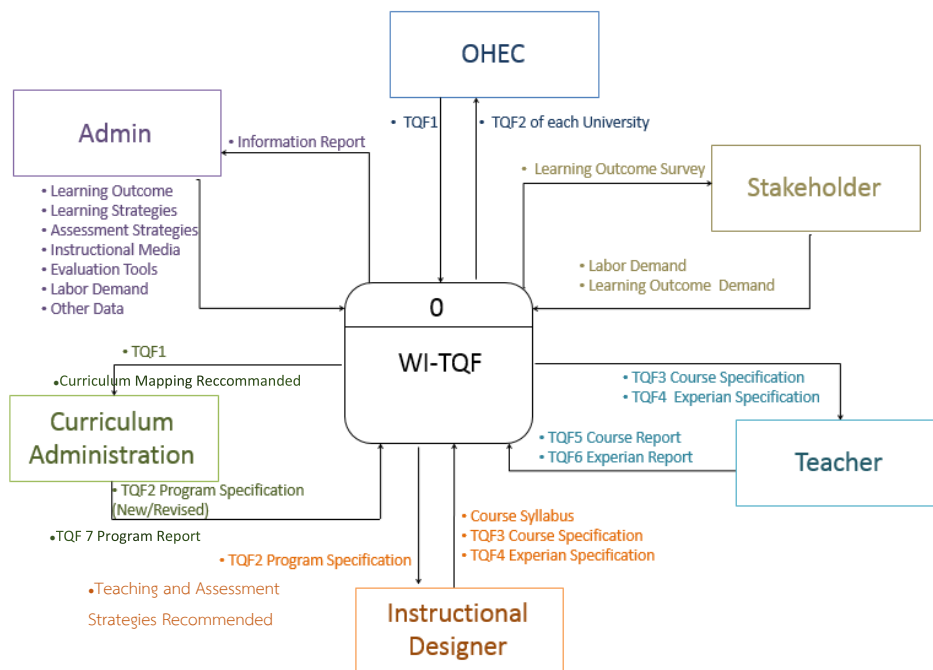 OHEC
• TQF1
• TQF2 of each University
Admin
• Information Report
• Learning Outcome
• Learning Strategies
• Assessment Strategies
• Instructional Media
• Evaluation Tools
• Labor Demand
• Other Data
• Learning Outcome Survey
Stakeholder
• Labor Demand
• Learning Outcome Demand
0
WI-TQF
• TQF1
•Curriculum Mapping Reccommanded
Curriculum
Administration
• TQF2 Program Specification
(New/Revised)
•TQF 7 Program Report
• TQF3 Course Specification
• TQF4 Experian Specification
• TQF5 Course Report
• TQF6 Experian Report
Teacher
• TQF2 Program Specification
•Teaching and Assessment
Strategies Recommended
• Course Syllabus
• TQF3 Course Specification
• TQF4 Experian Specification
Instructional
Designer